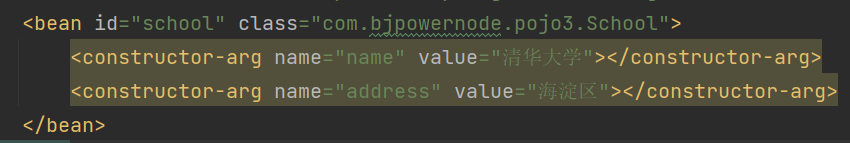 <bean id="school" class="com.bjpowernode.pojo3.School">
<constructor-arg name="name" value="清华大学"></constructor-arg>
<constructor-arg name="address" value="海淀区"></constructor-arg>
</bean>